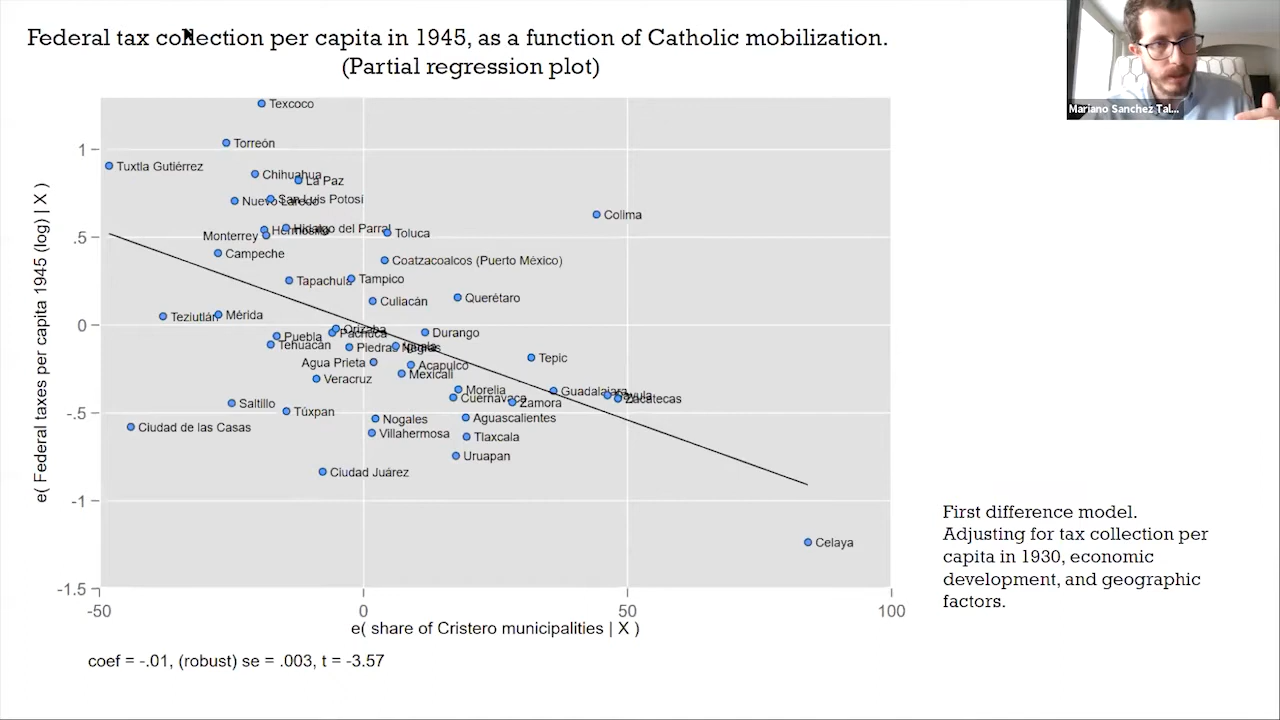 Federal tax collection per capita in 1945, as a function of Catholic mobilization.
(Partial regression plot)
Mariano Sanchez Tal...
e( Federal taxes per capita 1945 (log) | X )
1
.5
0
-.5
-1
-1.5
Texcoco
Torreón
Tuxtla Gutiérrez
Chihuahua
La Paz
Nuevo Laredo
San Luis Potosí
Colima
Hidalgo del Parral
Hermosillo
Monterrey
Toluca
Campeche
Coatzacoalcos (Puerto México)
Tapachula
Tampico
Querétaro
Culiacán
Teziutlán
Mérida
Orizaba
Pachuca
Durango
Puebla
Tehuacán
Piedras Negras
Tepic
Agua Prieta
Acapulco
Mexicali
Veracruz
Morelia
Guadalajara
Cuernavaca
Zacatecas
Zamora
Saltillo
Túxpan
Nogales
Aguascalientes
Ciudad de las Casas
Villahermosa
Tlaxcala
Uruapan
Ciudad Juárez
Celaya
-50
0
50
100
e( share of Cristero municipalities | X )
coef = -.01, (robust) se = .003, t = -3.57
First difference model.
Adjusting for tax collection per
capita in 1930, economic
development, and geographic
factors.